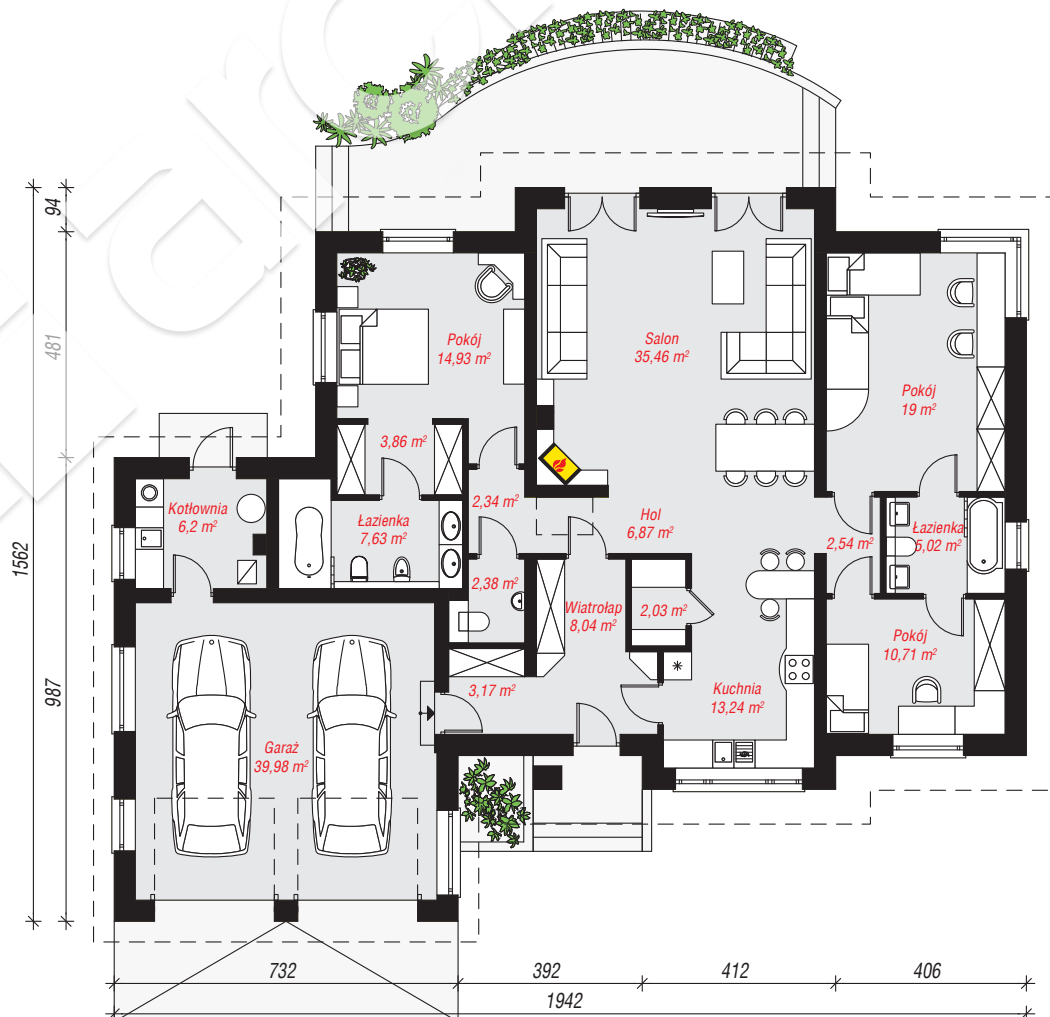 94
481
1562
987
Pokój
14,93 m²
Salon
35,46 m²
Pokój
19 m²
3,86 m²
Kotłownia
6,2 m²
Łazienka
7,63 m²
2,34 m²
Hol
6,87 m²
2,54 m²
Łazienka
5,02 m²
2,38 m²
Wiatrołap
8,04 m²
2,03 m²
Pokój
10,71 m²
3,17 m²
Kuchnia
13,24 m²
Garaż
39,98 m²
732
392
412
406
1942